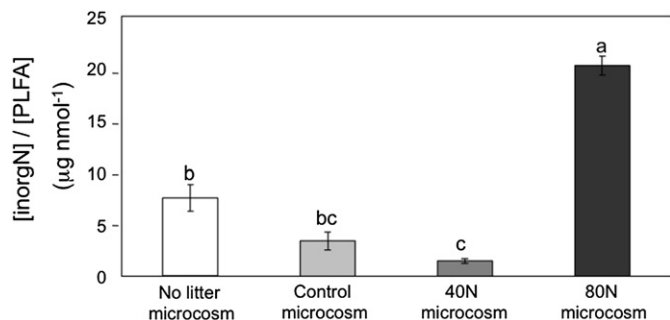 [inorgN] / [PLFA]
(µg nmol-1)
25
20
15
10
5
0
b
bc
c
a
No litter
microcosm
Control
microcosm
40N
microcosm
80N
microcosm